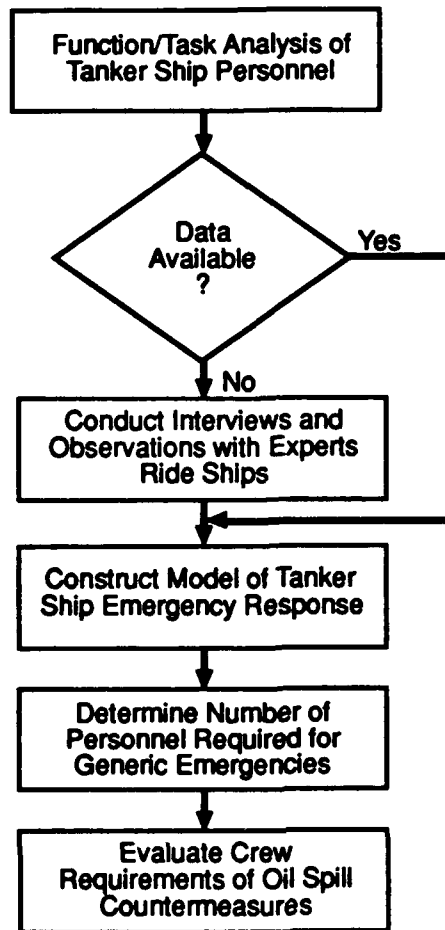 Function/Task Analysis of
Tanker Ship Personnel
Data
Available
?
Yes
No
Conduct Interviews and
Observations with Experts
Ride Ships
Construct Model of Tanker
Ship Emergency Response
Determine Number of
Personnel Required for
Generic Emergencies
Evaluate Crew
Requirements of Oil Spill
Countermeasures